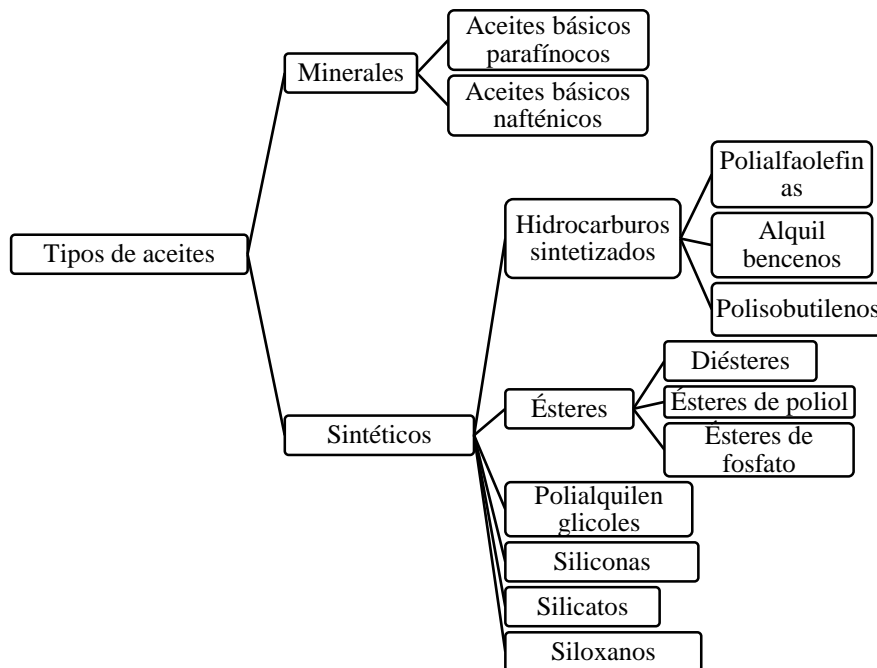 Tipos de aceites
Minerales
Aceites básicos
parafínocos
Aceites básicos
nafténicos
Sintéticos
Hidrocarburos
sintetizados
Polialfaolefin
as
Alquil
bencenos
Polisobutilenos
Ésteres
Diésteres
Ésteres de poliol
Ésteres de
fosfato
Polialquilen
glicoles
Siliconas
Silicatos
Siloxanos